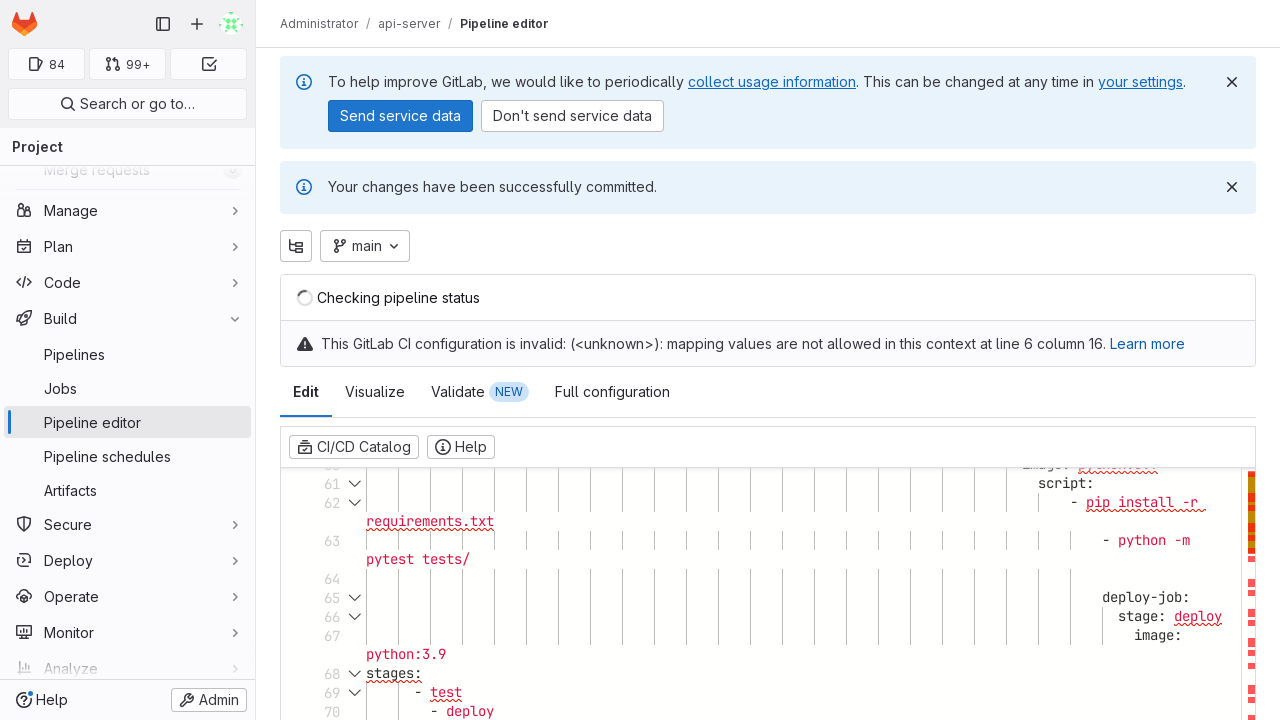 Administrator / api-server / Pipeline editor
84
99+
Search or go to…
Project
Merge requests
Manage
Plan
Code
Build
Pipelines
Jobs
Pipeline editor
Pipeline schedules
Artifacts
Secure
Deploy
Operate
Monitor
Analyze
Help
Admin
To help improve GitLab, we would like to periodically collect usage information. This can be changed at any time in your settings.
Send service data
Don't send service data
Your changes have been successfully committed.
main
Checking pipeline status
This GitLab CI configuration is invalid: (<unknown>): mapping values are not allowed in this context at line 6 column 16. Learn more
Edit
Visualize
Validate NEW
Full configuration
CI/CD Catalog
Help
61 script:
62 - pip install -r
requirements.txt
63 - python -m
pytest tests/
64
65 deploy-job:
66 stage: deploy
67 image:
python:3.9
68 stages:
69 - test
70 - deploy